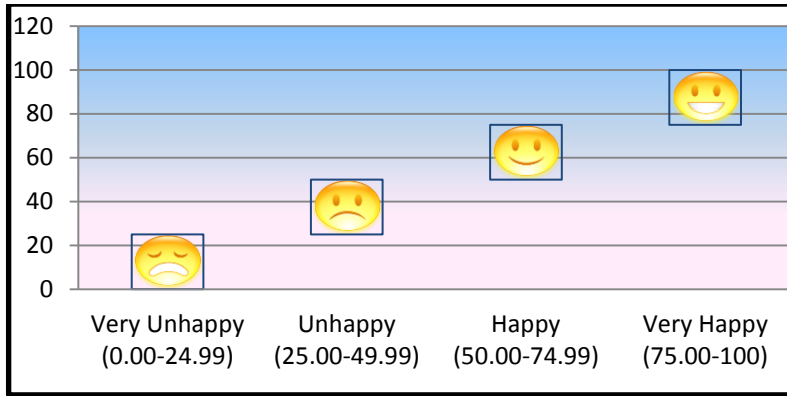 120
100
80
60
40
20
0
Very Unhappy
(0.00-24.99)
Unhappy
(25.00-49.99)
Happy
(50.00-74.99)
Very Happy
(75.00-100)